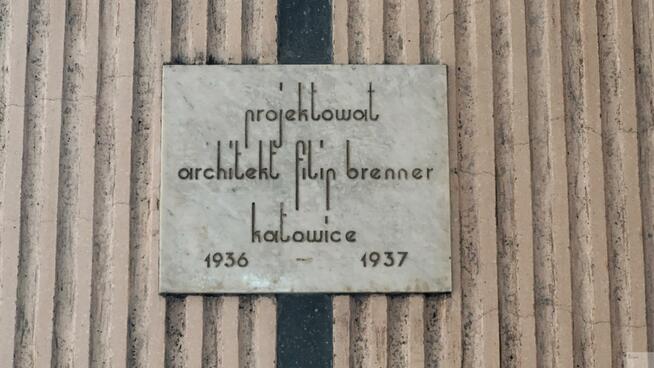 projektował
architekt filip brenner
katowice
1936 – 1937